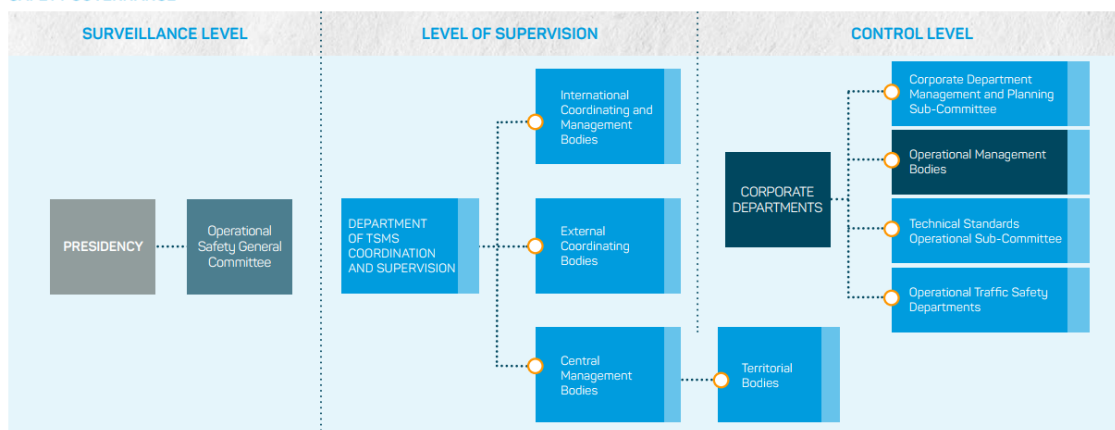 SURVEILLANCE LEVEL
LEVEL OF SUPERVISION
CONTROL LEVEL
PRESIDENCY
Operational
Safety General
Committee
DEPARTMENT
OF TSMS
COORDINATION
AND SUPERVISION
International
Coordinating and
Management
Bodies
External
Coordinating
Bodies
Central
Management
Bodies
Territorial
Bodies
CORPORATE
DEPARTMENTS
Corporate Department
Management and Planning
Sub-Committee
Operational Management
Bodies
Technical Standards
Operational Sub-Committee
Operational Traffic Safety
Departments